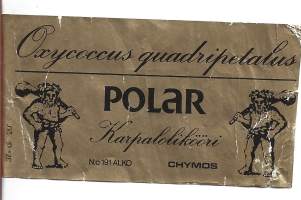 Oxycoccus quadripetalus
POLAR
Karpalolikööri
No 191 ALKO CHYMOS